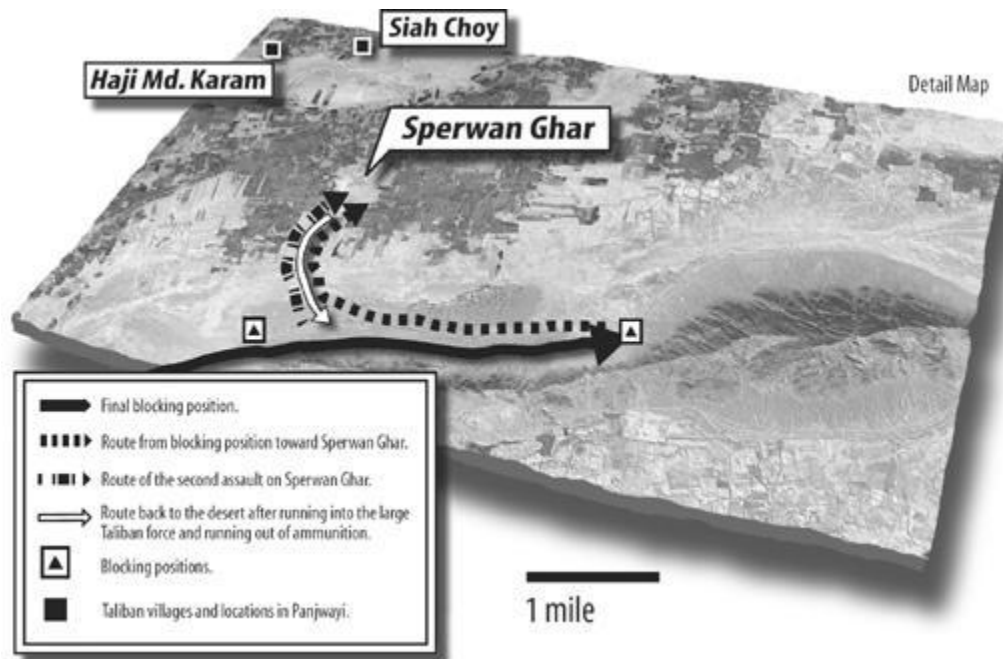 Siah Choy
Haji Md. Karam
Detail Map
Sperwan Ghar
Final blocking position.
Route from blocking position toward Sperwan Ghar.
Route of the second assault on Sperwan Ghar.
Route back to the desert after running into the large
Taliban force and running out of ammunition.
Blocking positions.
Taliban villages and locations in Panjwayi.
1 mile